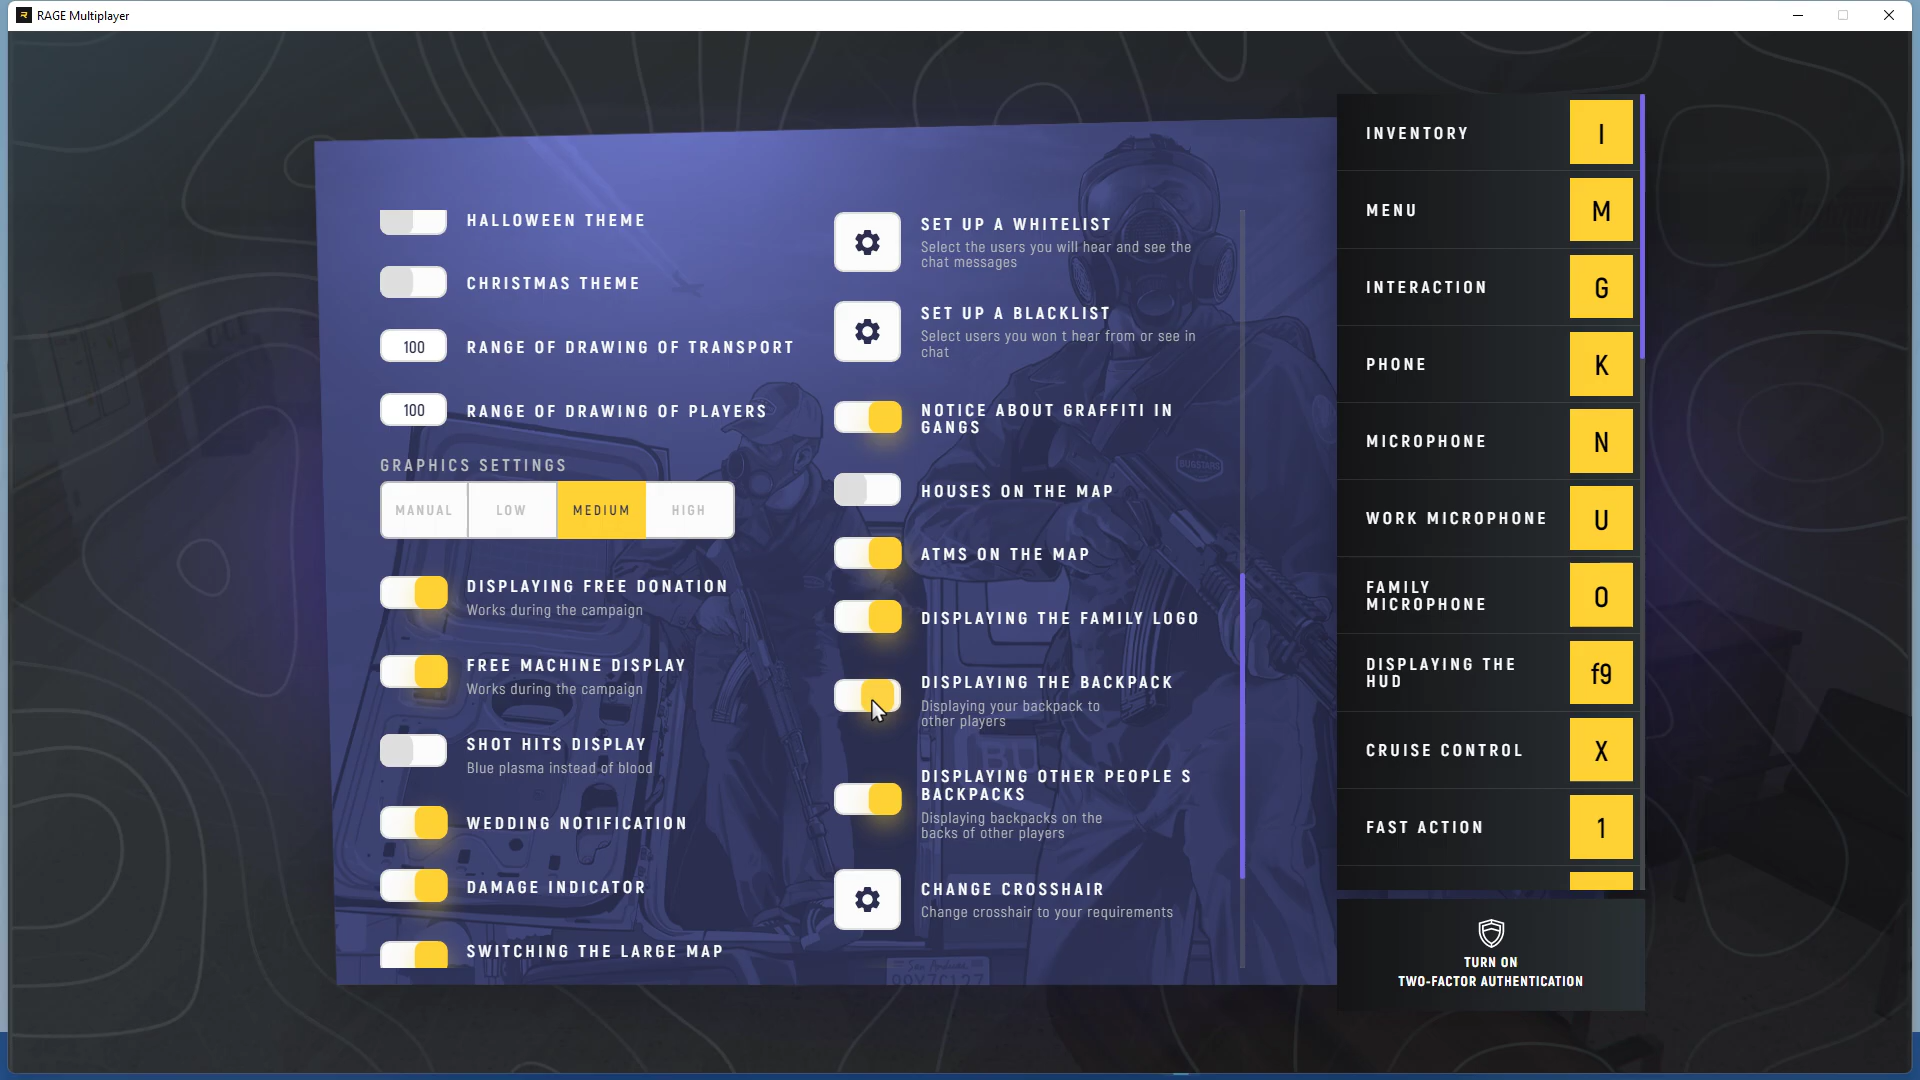 RAGE Multiplayer
HALLOWEEN THEME
CHRISTMAS THEME
100
RANGE OF DRAWING OF TRANSPORT
100
RANGE OF DRAWING OF PLAYERS
GRAPHICS SETTINGS
MANUAL
LOW
MEDIUM
HIGH
DISPLAYING FREE DONATION
Works during the campaign
FREE MACHINE DISPLAY
Works during the campaign
SHOT HITS DISPLAY
Blue plasma instead of blood
WEDDING NOTIFICATION
DAMAGE INDICATOR
SWITCHING THE LARGE MAP
SET UP A WHITELIST
Select the users you will hear and see the
chat messages
SET UP A BLACKLIST
Select users you won t hear from or see in
chat
NOTICE ABOUT GRAFFITI IN
GANGS
HOUSES ON THE MAP
ATMS ON THE MAP
DISPLAYING THE FAMILY LOGO
DISPLAYING THE BACKPACK
Displaying your backpack to
other players
DISPLAYING OTHER PEOPLE S
BACKPACKS
Displaying backpacks on the
backs of other players
CHANGE CROSSHAIR
Change crosshair to your requirements
BUGSTARS
San Andreas
INVENTORY
I
MENU
M
INTERACTION
G
PHONE
K
MICROPHONE
N
WORK MICROPHONE
U
FAMILY
MICROPHONE
O
DISPLAYING THE
HUD
f9
CRUISE CONTROL
X
FAST ACTION
1
TURN ON
TWO-FACTOR AUTHENTICATION